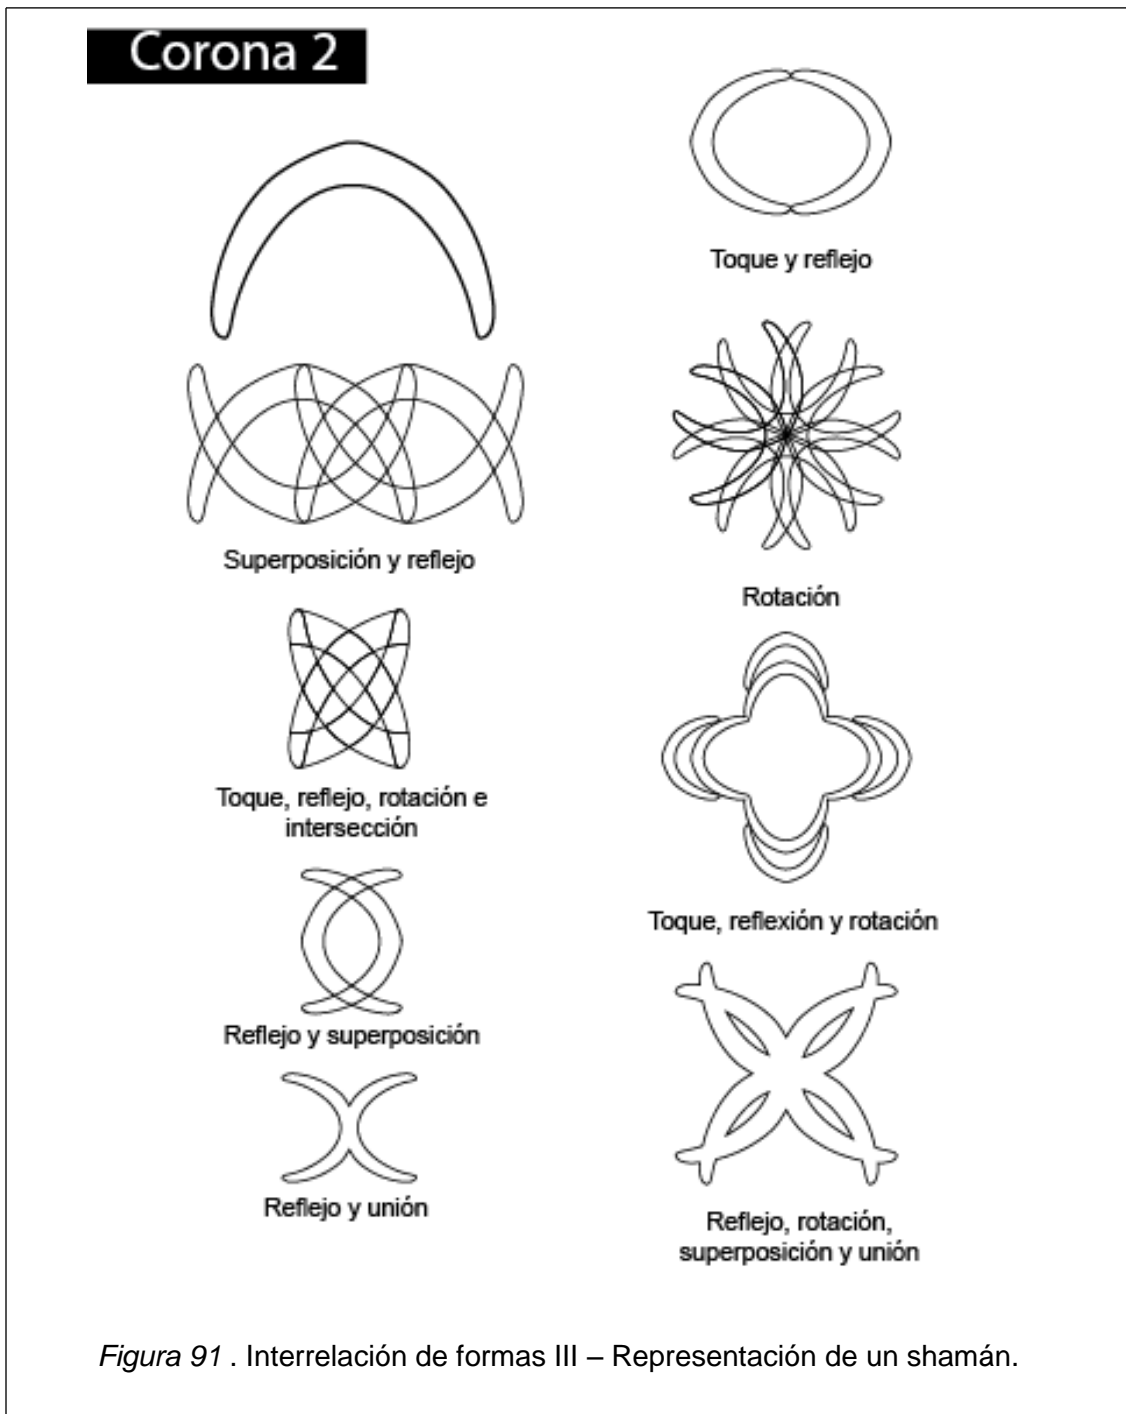 Corona 2
Toque y reflejo
Superposición y reflejo
Rotación
Toque, reflejo, rotación e
intersección
Toque, reflexión y rotación
Reflejo y superposición
Reflejo y unión
Reflejo, rotación,
superposición y unión
Figura 91 . Interrelación de formas III – Representación de un shamán.